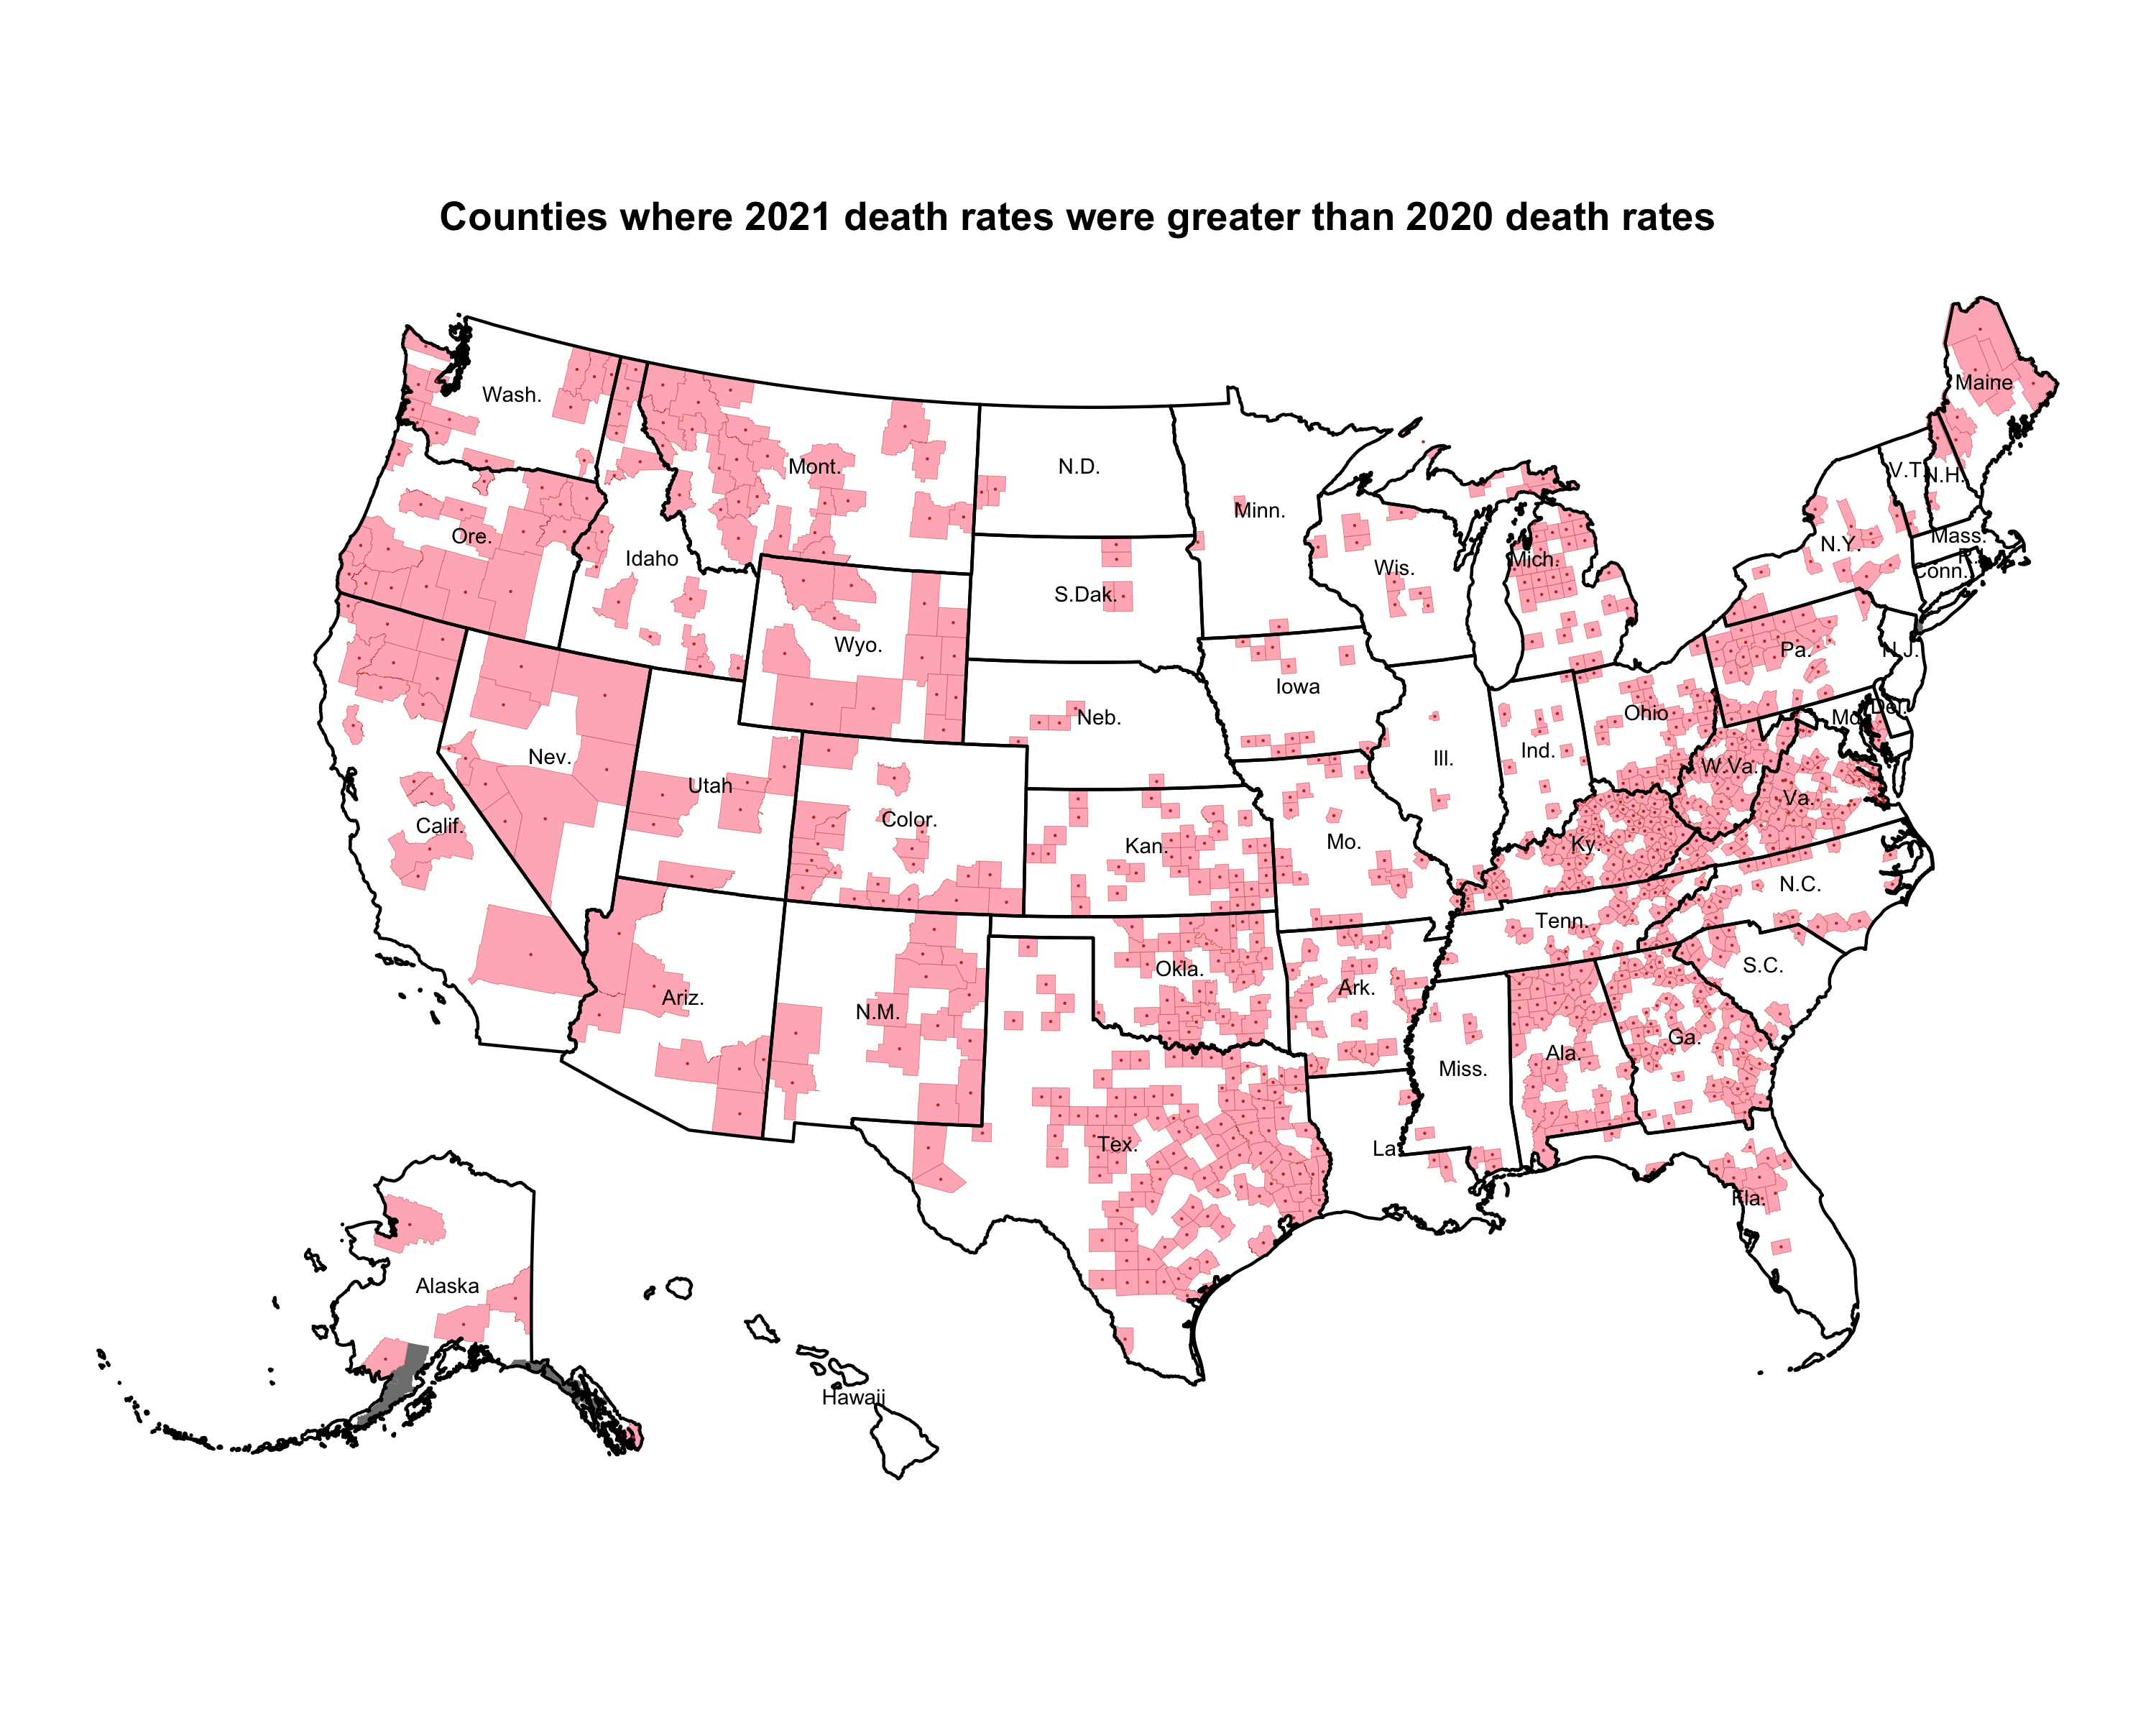 Counties where 2021 death rates were greater than 2020 death rates
Wash.
Mont.
N.D.
Minn.
Maine
V.T.
N.H.
Ore.
Idaho
S.Dak.
Wis.
Mich.
N.Y.
Mass.
R.I.
Conn.
Wyo.
Pa.
N.J.
Iowa
Neb.
Ohio
Md.
Del.
Nev.
Utah
Color.
Ill.
Ind.
W.Va.
Va.
Calif.
Kan.
Mo.
Ky.
N.C.
Tenn.
S.C.
Ariz.
N.M.
Okla.
Ark.
Ga.
Miss.
Ala.
Tex.
La.
Fla.
Alaska
Hawaii